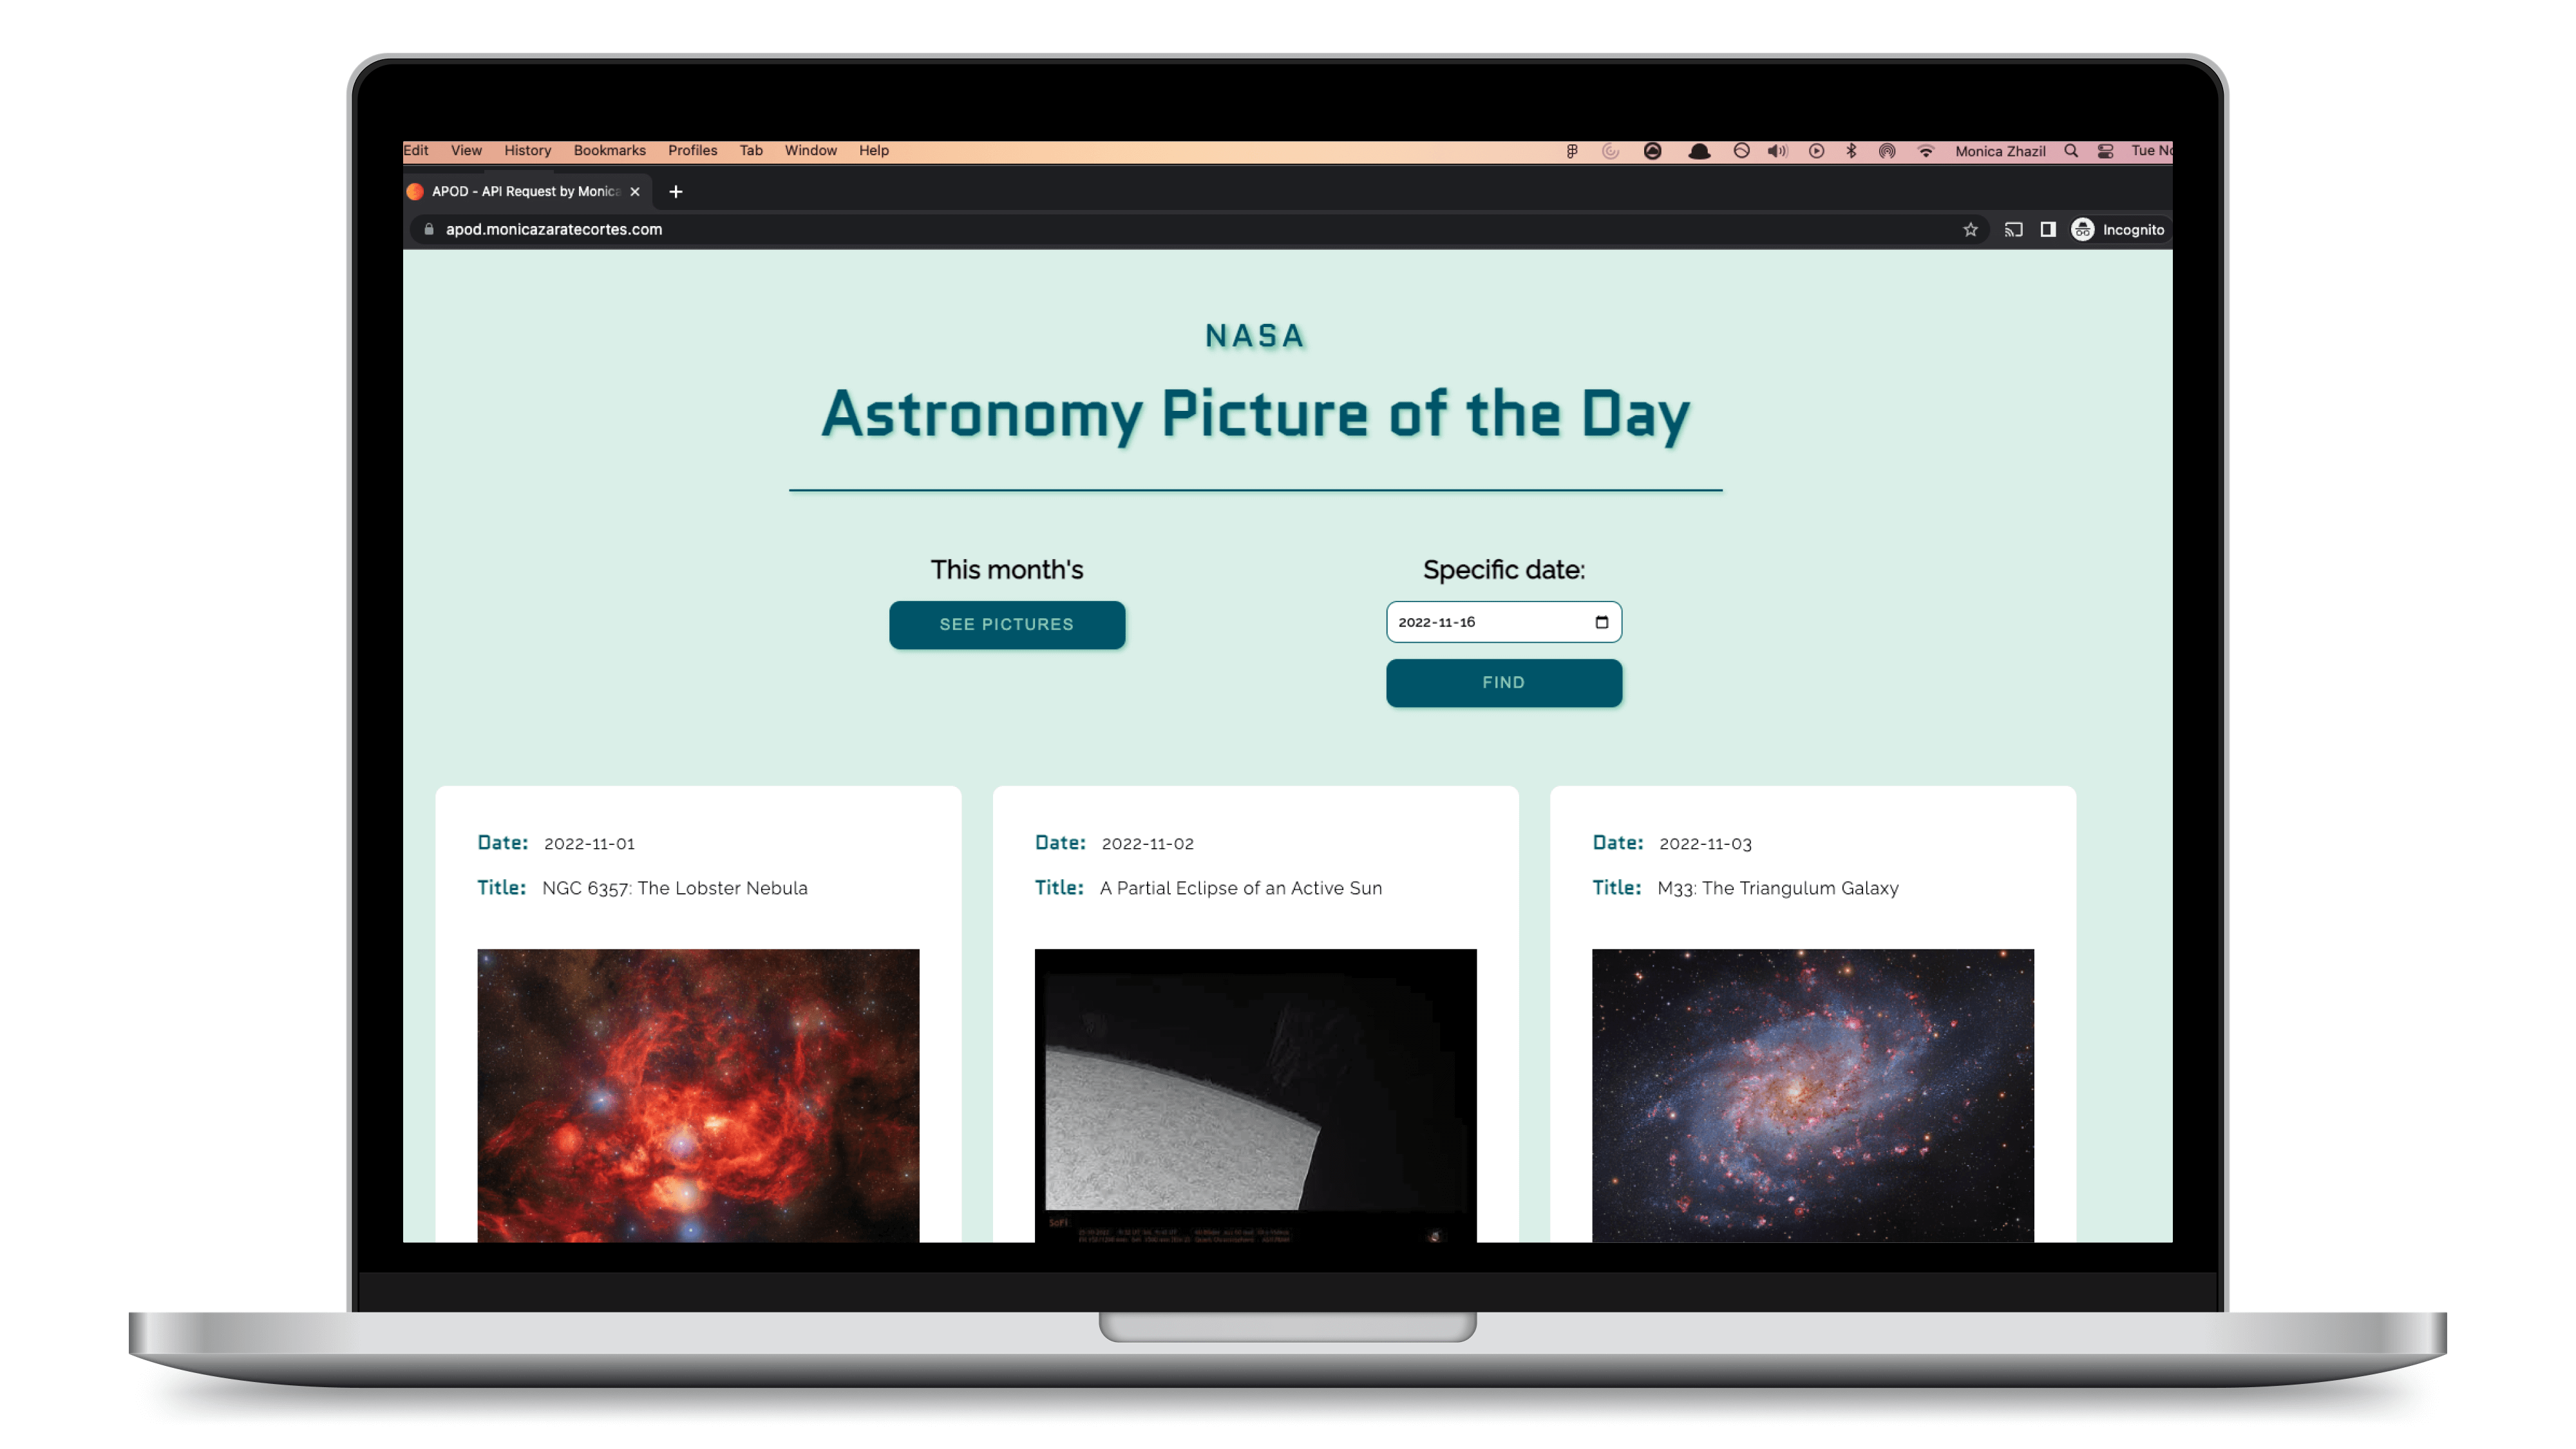 Edit View History Bookmarks Profiles Tab Window Help Monica Zhazil Tue No
APOD - API Request by Monica
apod.monicazaratecortes.com Incognito
NASA
Astronomy Picture of the Day
This month's
SEE PICTURES
Specific date:
2022-11-16
FIND
Date: 2022-11-01
Title: NGC 6357: The Lobster Nebula
Date: 2022-11-02
Title: A Partial Eclipse of an Active Sun
SoFi
Date: 2022-11-03
Title: M33: The Triangulum Galaxy